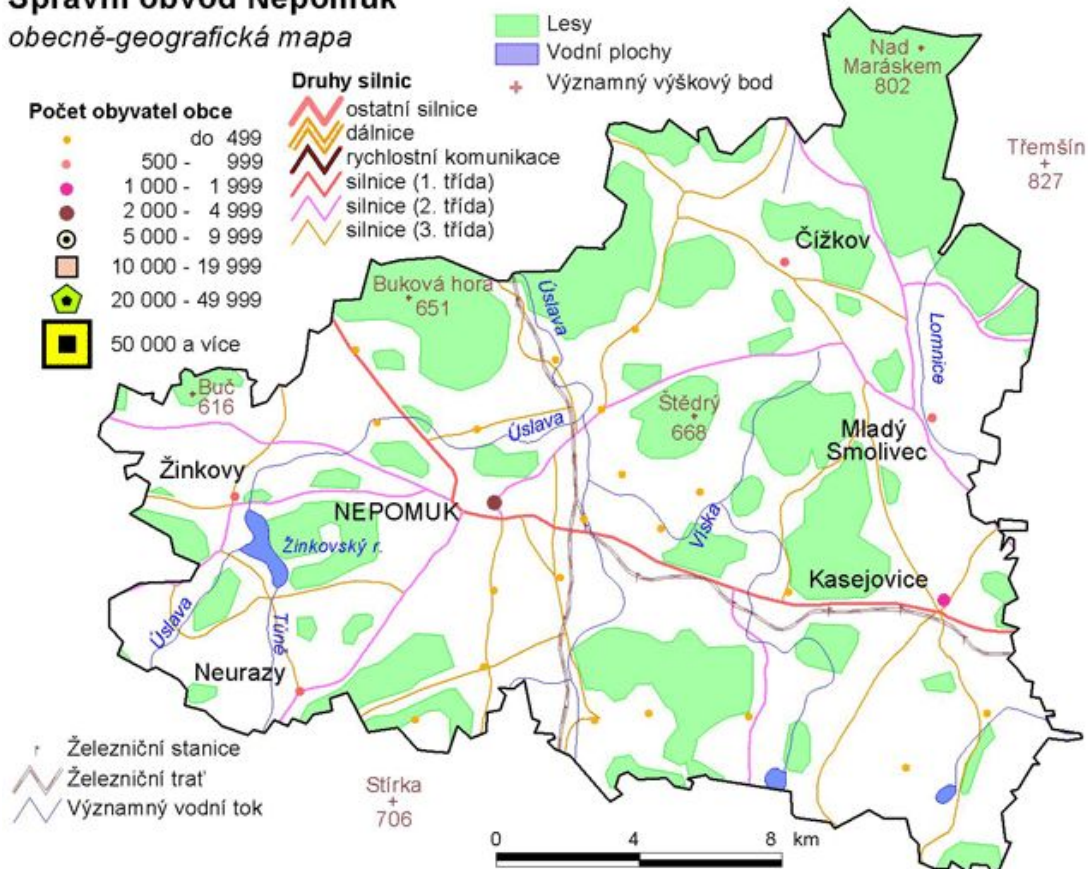 Správní obvod Nepomuk
obecně-geografická mapa
Lesy
Vodní plochy
Významný výškový bod
Počet obyvatel obce
do 499
500 - 999
1 000 - 1 999
2 000 - 4 999
5 000 - 9 999
10 000 - 19 999
20 000 - 49 999
50 000 a více
Druhy silnic
ostatní silnice
dálnice
rychlostní komunikace
silnice (1. třída)
silnice (2. třída)
silnice (3. třída)
Nad
Maráskem
802
Třemšín
827
Čížkov
Buková hora
651
Úslava
Lomnice
Buč
616
Štědrý
668
Úslava
Mladý
Smolivec
Žinkovy
NEPOMUK
Víska
Žinkovský r.
Kasejovice
Úslava
Túně
Neurazy
Železniční stanice
Železniční trať
Významný vodní tok
Stírka
706
0 4 8 km